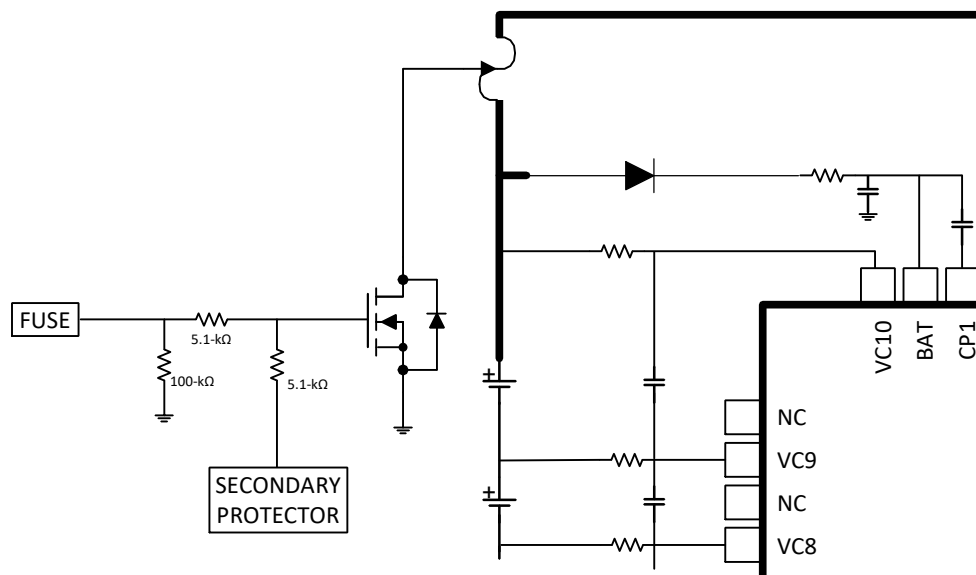 VC10
BAT
CP1
FUSE
5.1-kΩ
100-kΩ
5.1-kΩ
SECONDARY
PROTECTOR
+
+
NC
VC9
NC
VC8